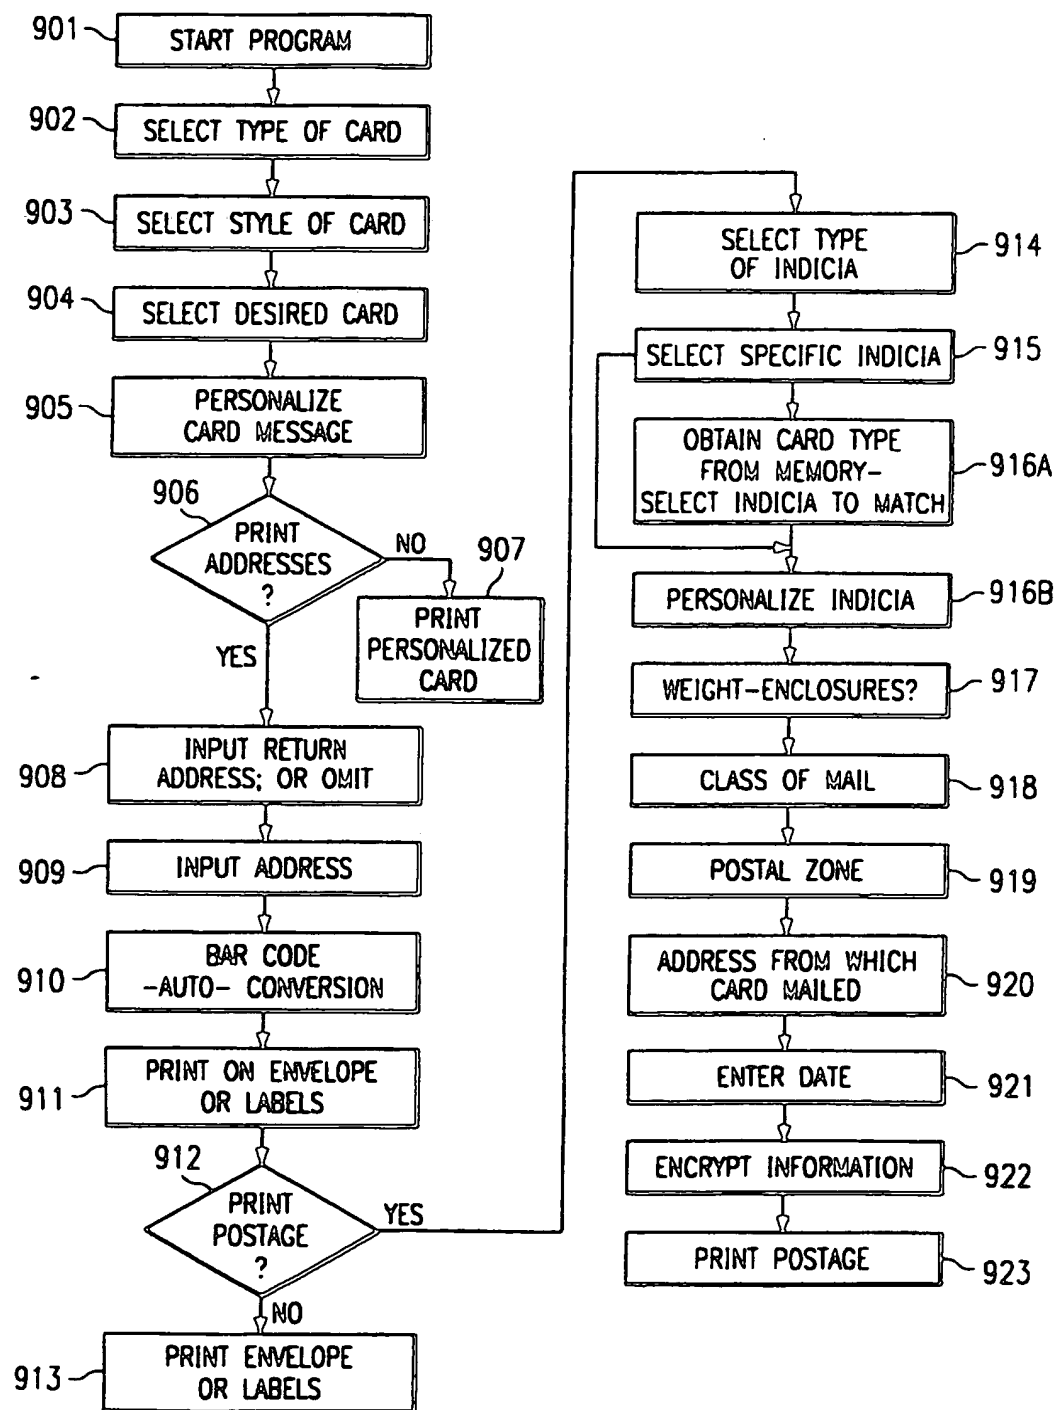 901
START PROGRAM
902
SELECT TYPE OF CARD
903
SELECT STYLE OF CARD
904
SELECT DESIRED CARD
905
PERSONALIZE
CARD MESSAGE
906
PRINT
ADDRESSES
?
NO
907
PRINT
PERSONALIZED
CARD
YES
908
INPUT RETURN
ADDRESS; OR OMIT
909
INPUT ADDRESS
910
BAR CODE
-AUTO- CONVERSION
911
PRINT ON ENVELOPE
OR LABELS
912
PRINT
POSTAGE
?
YES
NO
913
PRINT ENVELOPE
OR LABELS
SELECT TYPE
OF INDICIA
914
SELECT SPECIFIC INDICIA
915
OBTAIN CARD TYPE
FROM MEMORY-
SELECT INDICIA TO MATCH
916A
PERSONALIZE INDICIA
916B
WEIGHT-ENCLOSURES?
917
CLASS OF MAIL
918
POSTAL ZONE
919
ADDRESS FROM WHICH
CARD MAILED
920
ENTER DATE
921
ENCRYPT INFORMATION
922
PRINT POSTAGE
923